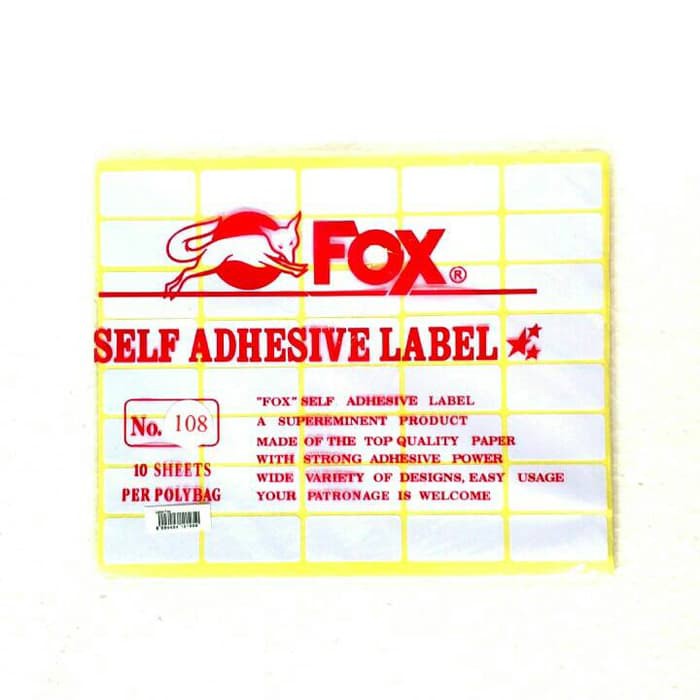 FOX®
SELF ADHESIVE LABEL
No. 108
10 SHEETS
PER POLYBAG
"FOX" SELF ADHESIVE LABEL
A SUPEREMINENT PRODUCT
MADE OF THE TOP QUALITY PAPER
WITH STRONG ADHESIVE POWER
WIDE VARIETY OF DESIGNS, EASY USAGE
YOUR PATRONAGE IS WELCOME